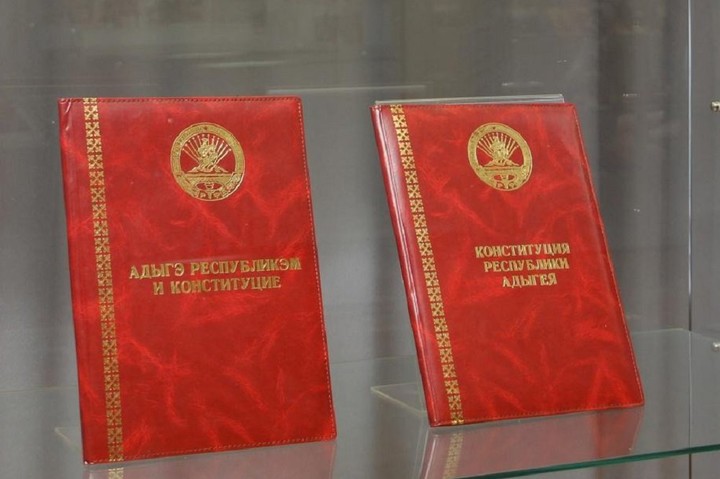 АДЫГЭ РЕСПУБЛИКЭМ
И КОНСТИТУЦИЕ
КОНСТИТУЦИЯ
РЕСПУБЛИКИ
АДЫГЕЯ